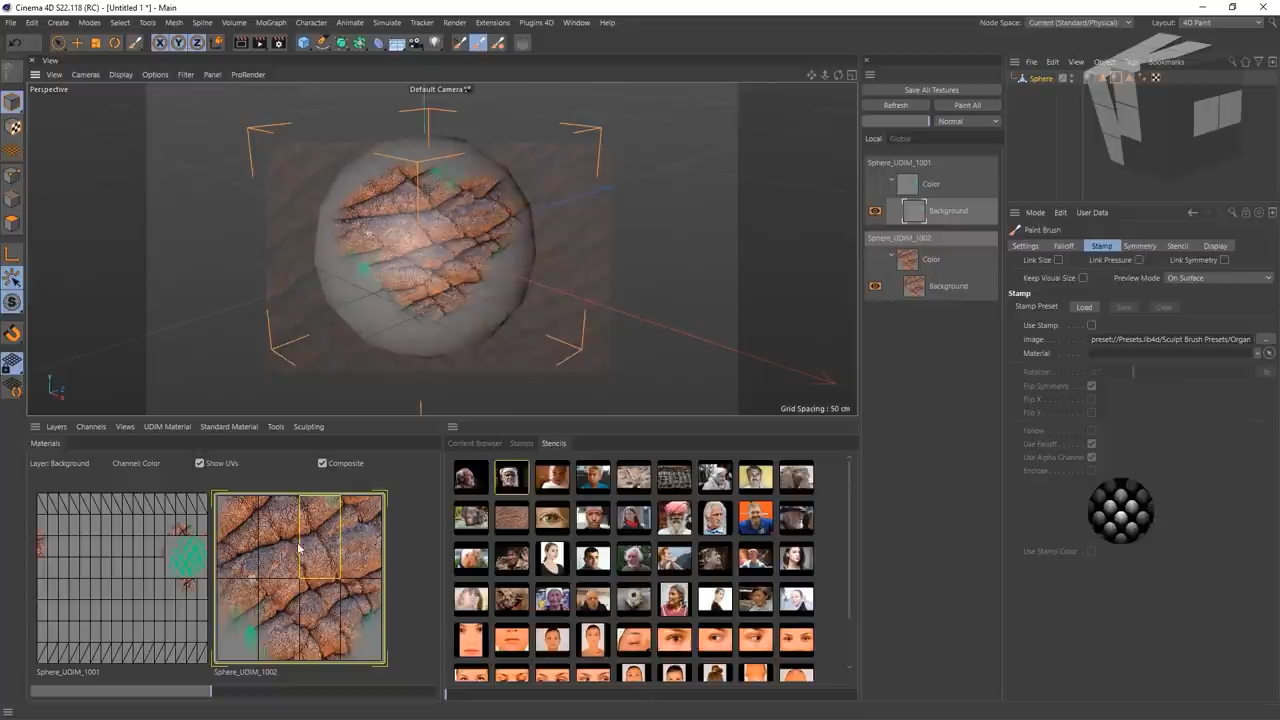 Cinema 4D S22.118 (RC) - [Untitled 1 *] - Main
File Edit Create Modes Select Tools Mesh Spline Volume MoGraph Character Animate Simulate Tracker Render Extensions Plugins 4D Window Help
Node Space: Current (Standard/Physical) Layout: 4D Paint
View
View Cameras Display Options Filter Panel ProRender
Perspective
Default Camera
Grid Spacing : 50 cm
Y
Z
X
Save All Textures
Refresh Paint All
Normal
Local Global
Sphere_UDIM_1001
Color
Background
Sphere_UDIM_1002
Color
Background
File Edit View Object Tags Bookmarks
Sphere
Mode Edit User Data
Paint Brush
Settings Falloff Stamp Symmetry Stencil Display
Link Size Link Pressure Link Symmetry
Keep Visual Size Preview Mode On Surface
Stamp
Stamp Preset Load Save Clear
Use Stamp
Image preset://Presets.lib4d/Sculpt Brush Presets/Organ
Material
Rotation
Flip Symmetry
Flip X
Flip Y
Follow
Use Falloff
Use Alpha Channel
Enclose
Use Stamp Color
Layers Channels Views UDIM Material Standard Material Tools Sculpting
Materials
Layer: Background Channel: Color Show UVs Composite
Sphere_UDIM_1001 Sphere_UDIM_1002
Content Browser Stamps Stencils